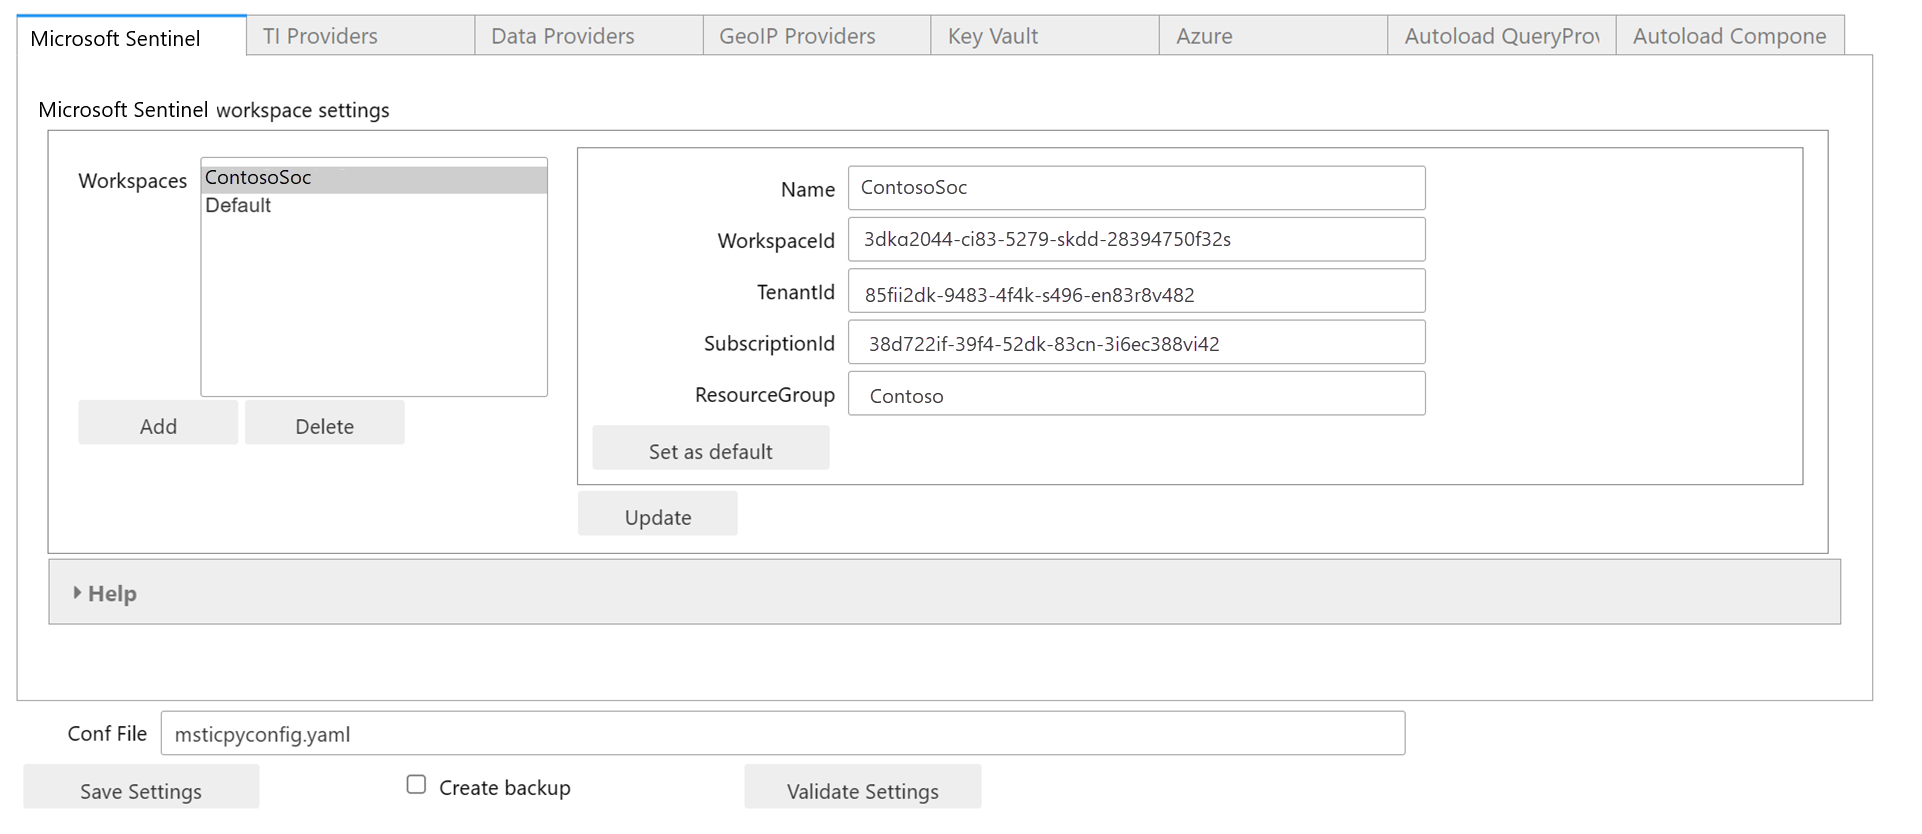 Microsoft Sentinel
TI Providers
Data Providers
GeoIP Providers
Key Vault
Azure
Autoload QueryProv
Autoload Compone
Microsoft Sentinel workspace settings
Workspaces
ContosoSoc
Default
Add
Delete
Name
ContosoSoc
WorkspaceId
3dka2044-ci83-5279-skdd-28394750f32s
TenantId
85fii2dk-9483-4f4k-s496-en83r8v482
SubscriptionId
38d722if-39f4-52dk-83cn-3i6ec388vi42
ResourceGroup
Contoso
Set as default
Update
Help
Conf File
msticpyconfig.yaml
Save Settings
Create backup
Validate Settings